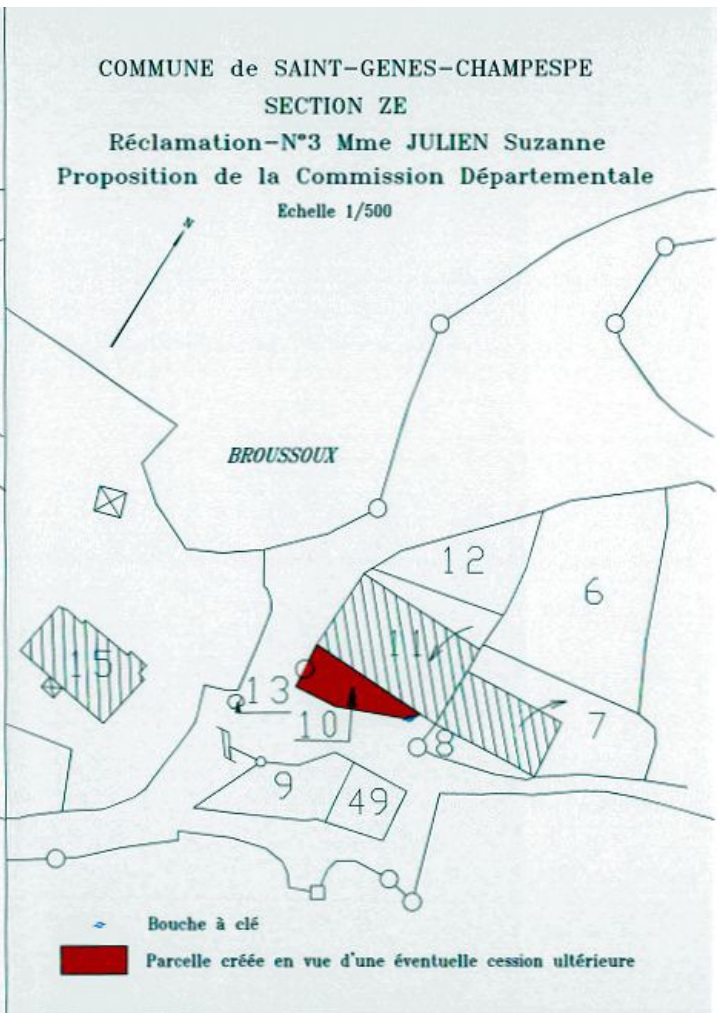 COMMUNE de SAINT-GENES-CHAMPESPE
SECTION ZE
Réclamation-N°3 Mme JULIEN Suzanne
Proposition de la Commission Départementale
Echelle 1/500
N
BROUSSOUX
12
6
11
15
13
10
8
7
9
49
Bouche à clé
Parcelle créée en vue d'une éventuelle cession ultérieure